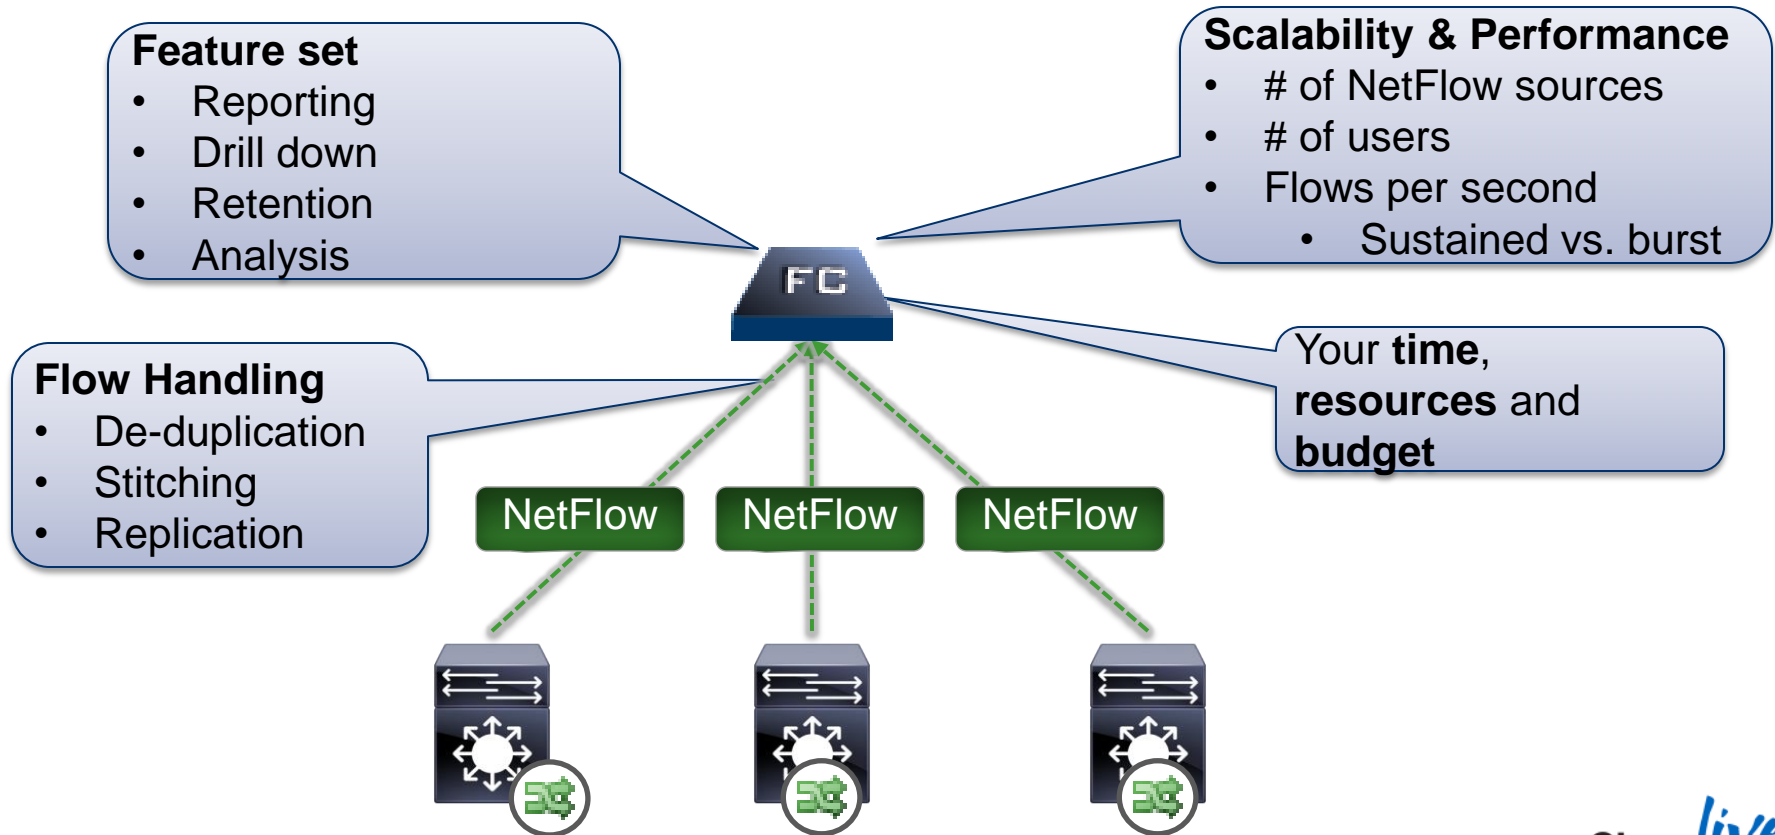 Feature set
• Reporting
• Drill down
• Retention
• Analysis
Scalability & Performance
• # of NetFlow sources
• # of users
• Flows per second
• Sustained vs. burst
FC
Your time,
resources and
budget
Flow Handling
• De-duplication
• Stitching
• Replication
NetFlow
NetFlow
NetFlow